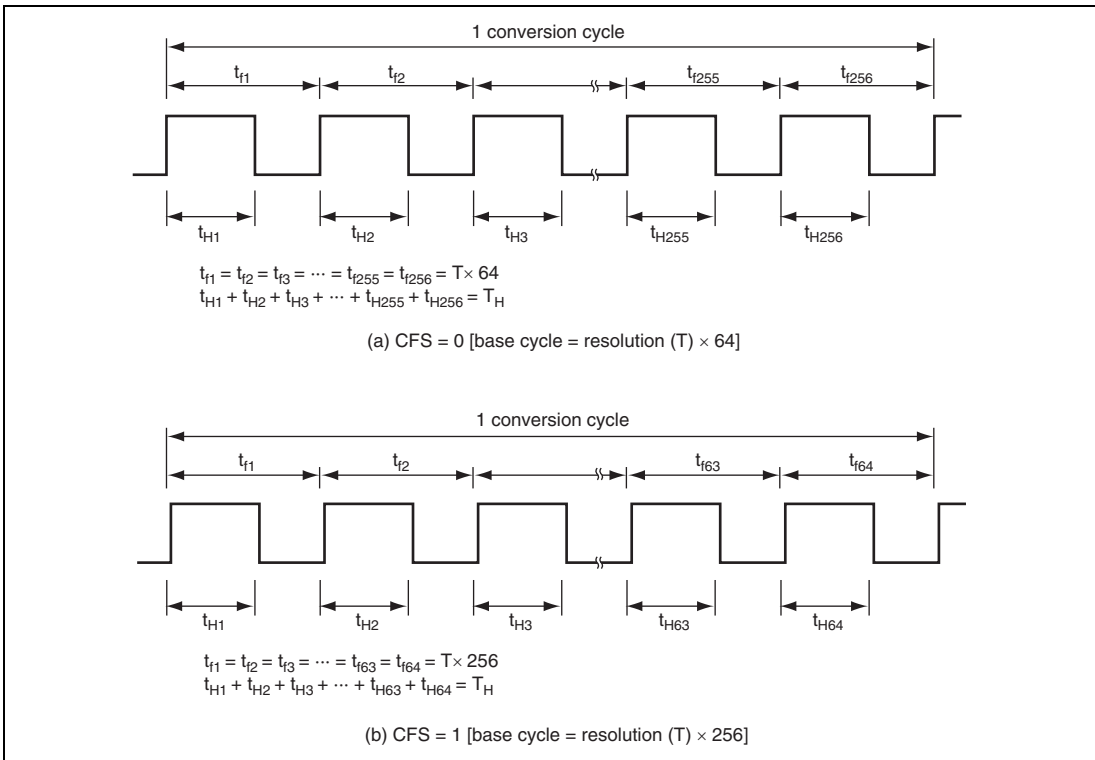 1 conversion cycle
tf1 tf2 tf255 tf256
tH1 tH2 tH3 tH255 tH256
tf1 = tf2 = tf3 = ··· = tf255 = tf256 = T× 64
tH1 + tH2 + tH3 + ··· + tH255 + tH256 = TH
(a) CFS = 0 [base cycle = resolution (T) × 64]
1 conversion cycle
tf1 tf2 tf63 tf64
tH1 tH2 tH3 tH63 tH64
tf1 = tf2 = tf3 = ··· = tf63 = tf64 = T× 256
tH1 + tH2 + tH3 + ··· + tH63 + tH64 = TH
(b) CFS = 1 [base cycle = resolution (T) × 256]